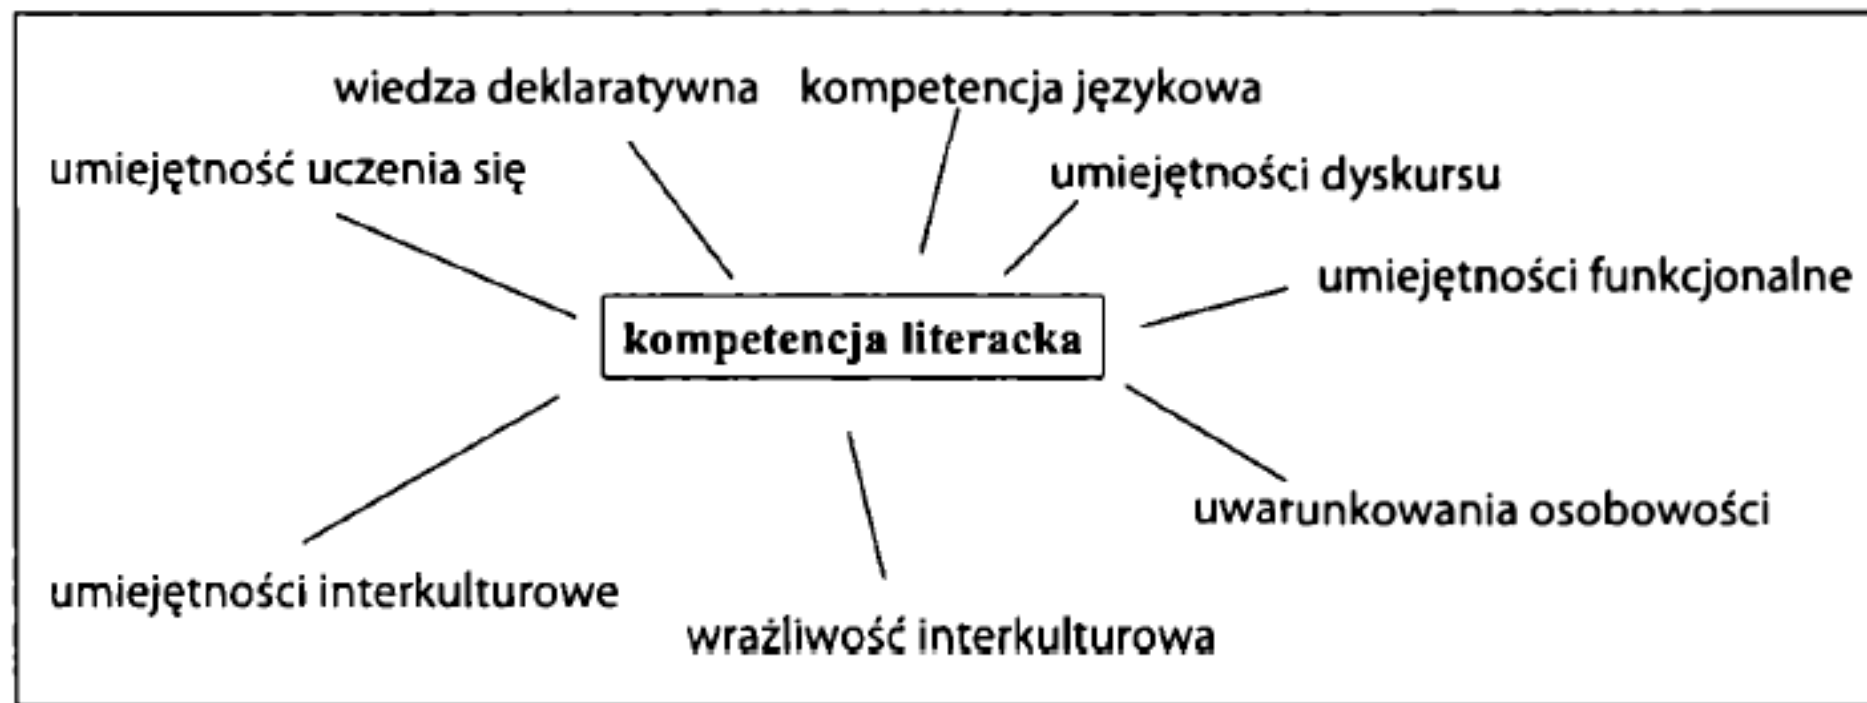 wiedza deklaratywna kompetencja językowa
umiejętność uczenia się
umiejętności dyskursu
umiejętności funkcjonalne
kompetencja literacka
uwarunkowania osobowości
umiejętności interkulturowe
wrażliwość interkulturowa